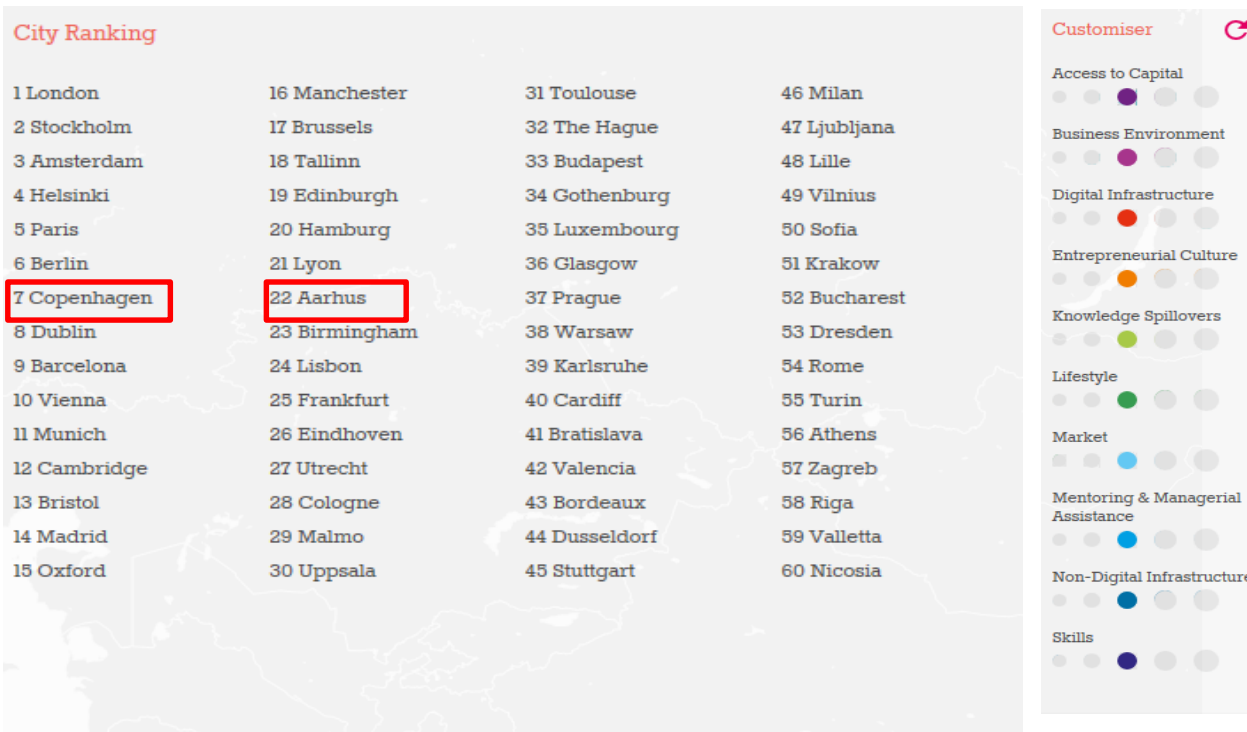 City Ranking
1 London
2 Stockholm
3 Amsterdam
4 Helsinki
5 Paris
6 Berlin
7 Copenhagen
8 Dublin
9 Barcelona
10 Vienna
11 Munich
12 Cambridge
13 Bristol
14 Madrid
15 Oxford
16 Manchester
17 Brussels
18 Tallinn
19 Edinburgh
20 Hamburg
21 Lyon
22 Aarhus
23 Birmingham
24 Lisbon
25 Frankfurt
26 Eindhoven
27 Utrecht
28 Cologne
29 Malmo
30 Uppsala
31 Toulouse
32 The Hague
33 Budapest
34 Gothenburg
35 Luxembourg
36 Glasgow
37 Prague
38 Warsaw
39 Karlsruhe
40 Cardiff
41 Bratislava
42 Valencia
43 Bordeaux
44 Dusseldorf
45 Stuttgart
46 Milan
47 Ljubljana
48 Lille
49 Vilnius
50 Sofia
51 Krakow
52 Bucharest
53 Dresden
54 Rome
55 Turin
56 Athens
57 Zagreb
58 Riga
59 Valletta
60 Nicosia
Customiser
Access to Capital
Business Environment
Digital Infrastructure
Entrepreneurial Culture
Knowledge Spillovers
Lifestyle
Market
Mentoring & Managerial
Assistance
Non-Digital Infrastructure
Skills